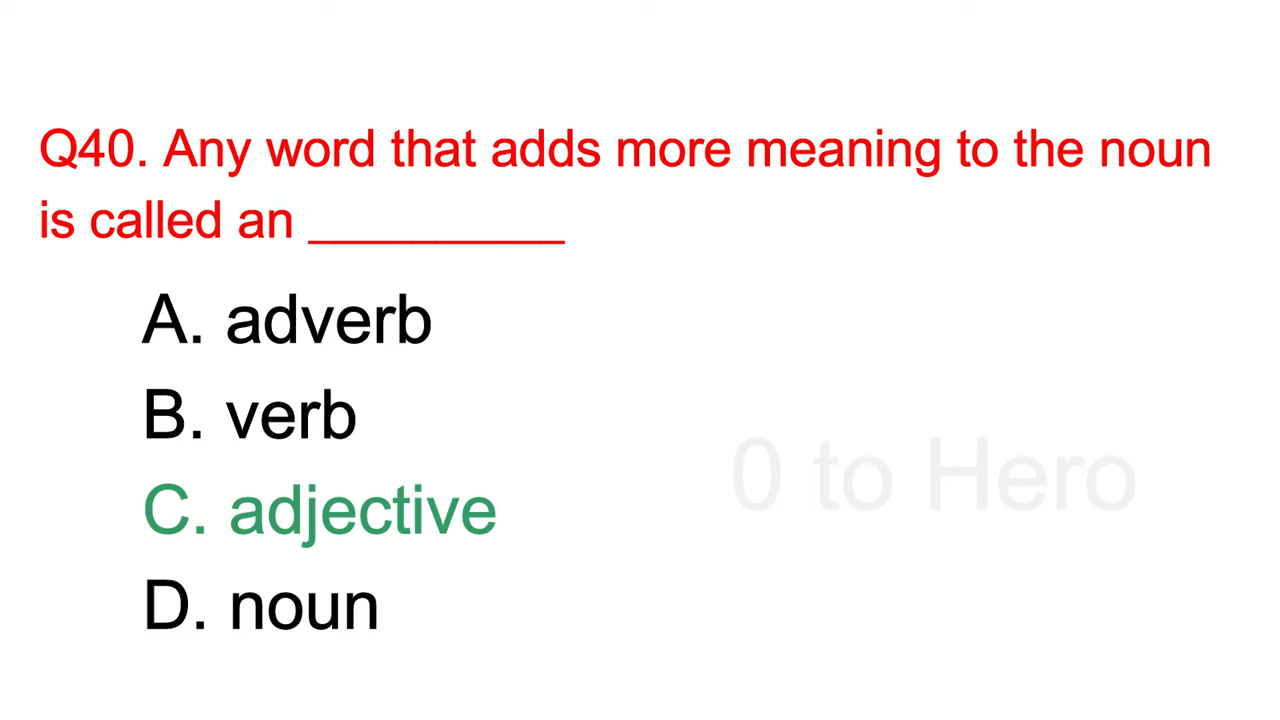 Q40. Any word that adds more meaning to the noun
is called an __________
A. adverb
B. verb
C. adjective
0 to Hero
D. noun